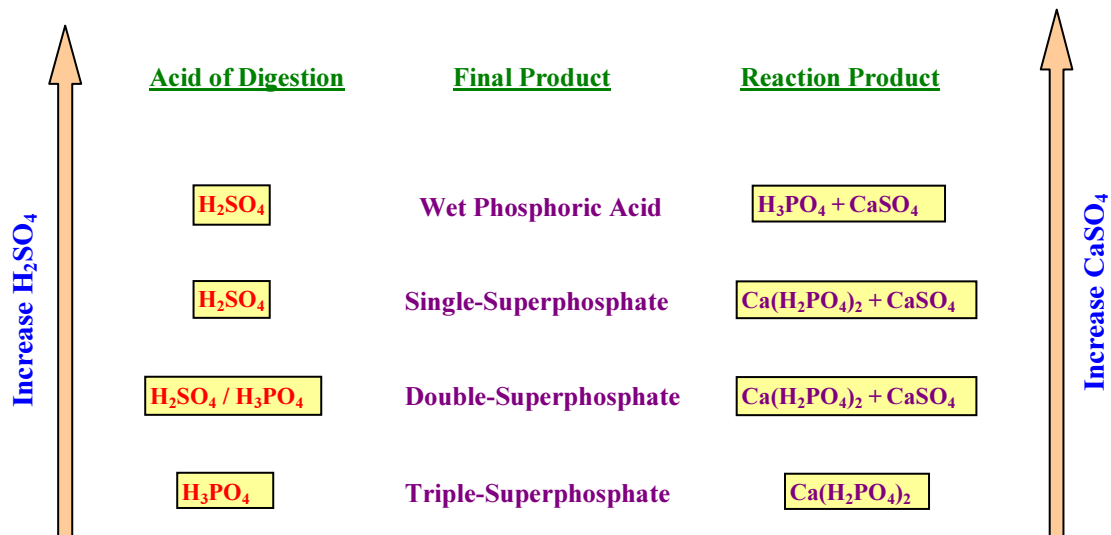 Acid of Digestion Final Product Reaction Product
H₂SO₄ Wet Phosphoric Acid H₃PO₄ + CaSO₄
H₂SO₄ Single-Superphosphate Ca(H₂PO₄)₂ + CaSO₄
H₂SO₄ / H₃PO₄ Double-Superphosphate Ca(H₂PO₄)₂ + CaSO₄
H₃PO₄ Triple-Superphosphate Ca(H₂PO₄)₂
Increase H₂SO₄
Increase CaSO₄